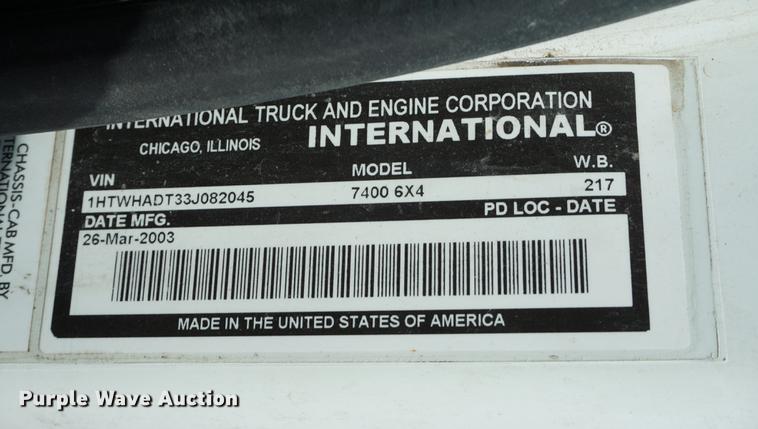 INTERNATIONAL TRUCK AND ENGINE CORPORATION
CHICAGO, ILLINOIS INTERNATIONAL®
VIN MODEL W.B.
1HTWHADT33J082045 7400 6X4 217
DATE MFG. PD LOC - DATE
26-Mar-2003
MADE IN THE UNITED STATES OF AMERICA
CHASSIS-CAB MFD. BY
Purple Wave Auction